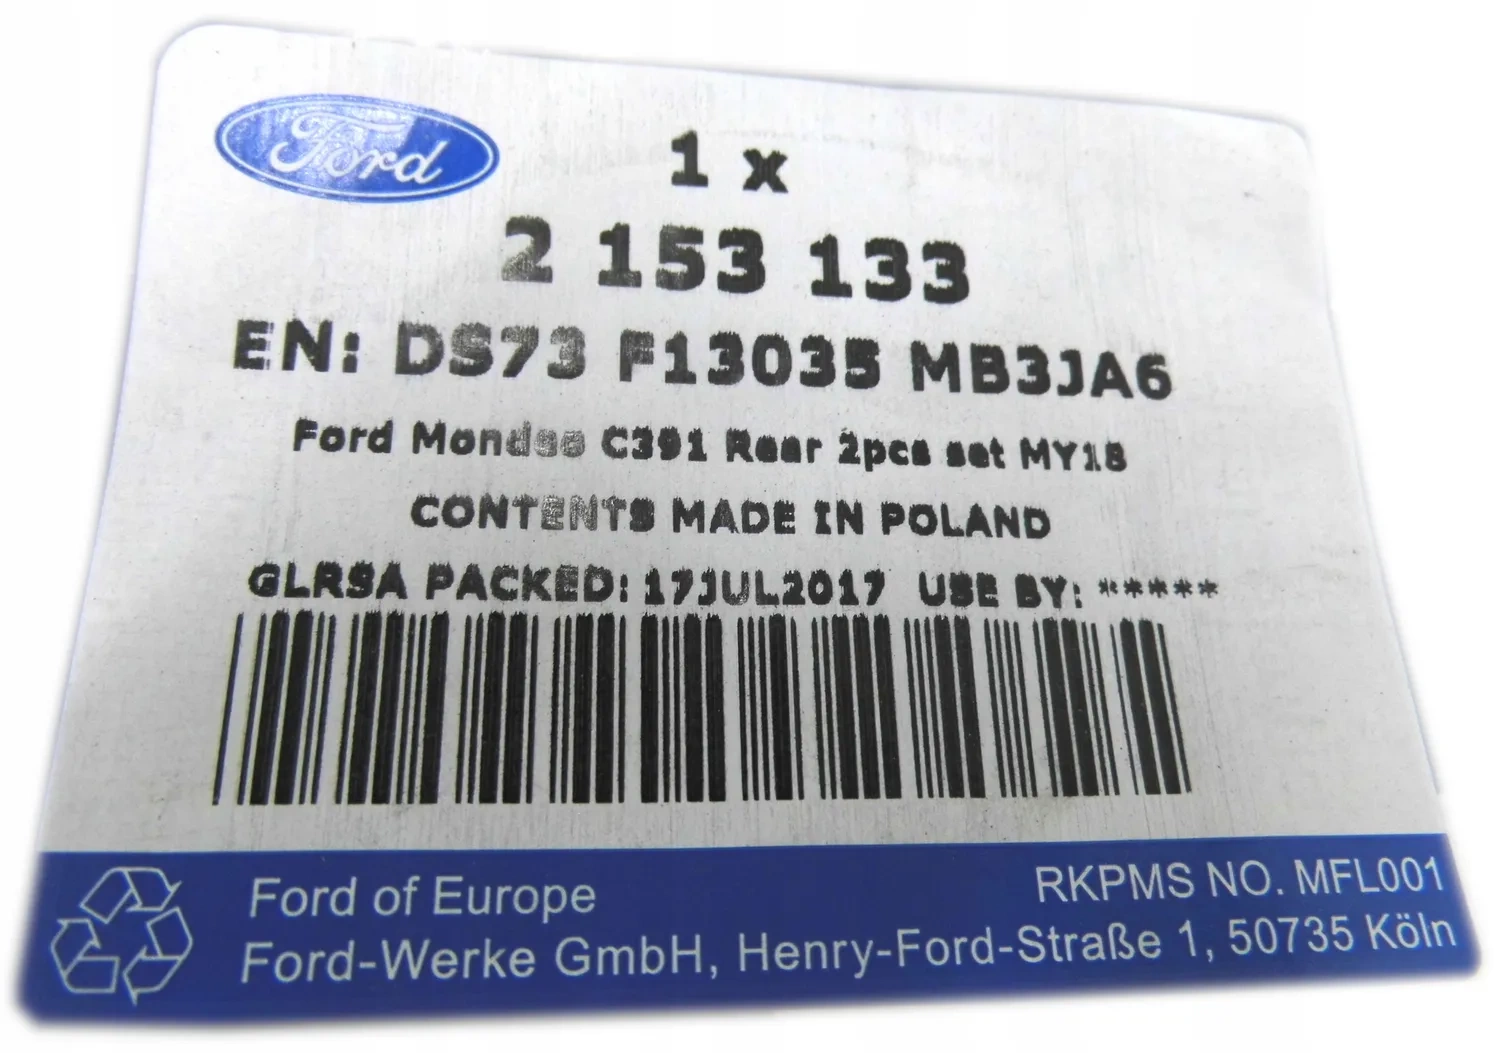 Ford
1 x
2 153 133
EN: DS73 F13035 MB3JA6
Ford Mondeo C391 Rear 2pcs set MY18
CONTENTS MADE IN POLAND
GLRSA PACKED: 17JUL2017 USE BY: *****
Ford of Europe
RKPMS NO. MFL001
Ford-Werke GmbH, Henry-Ford-Straße 1, 50735 Köln